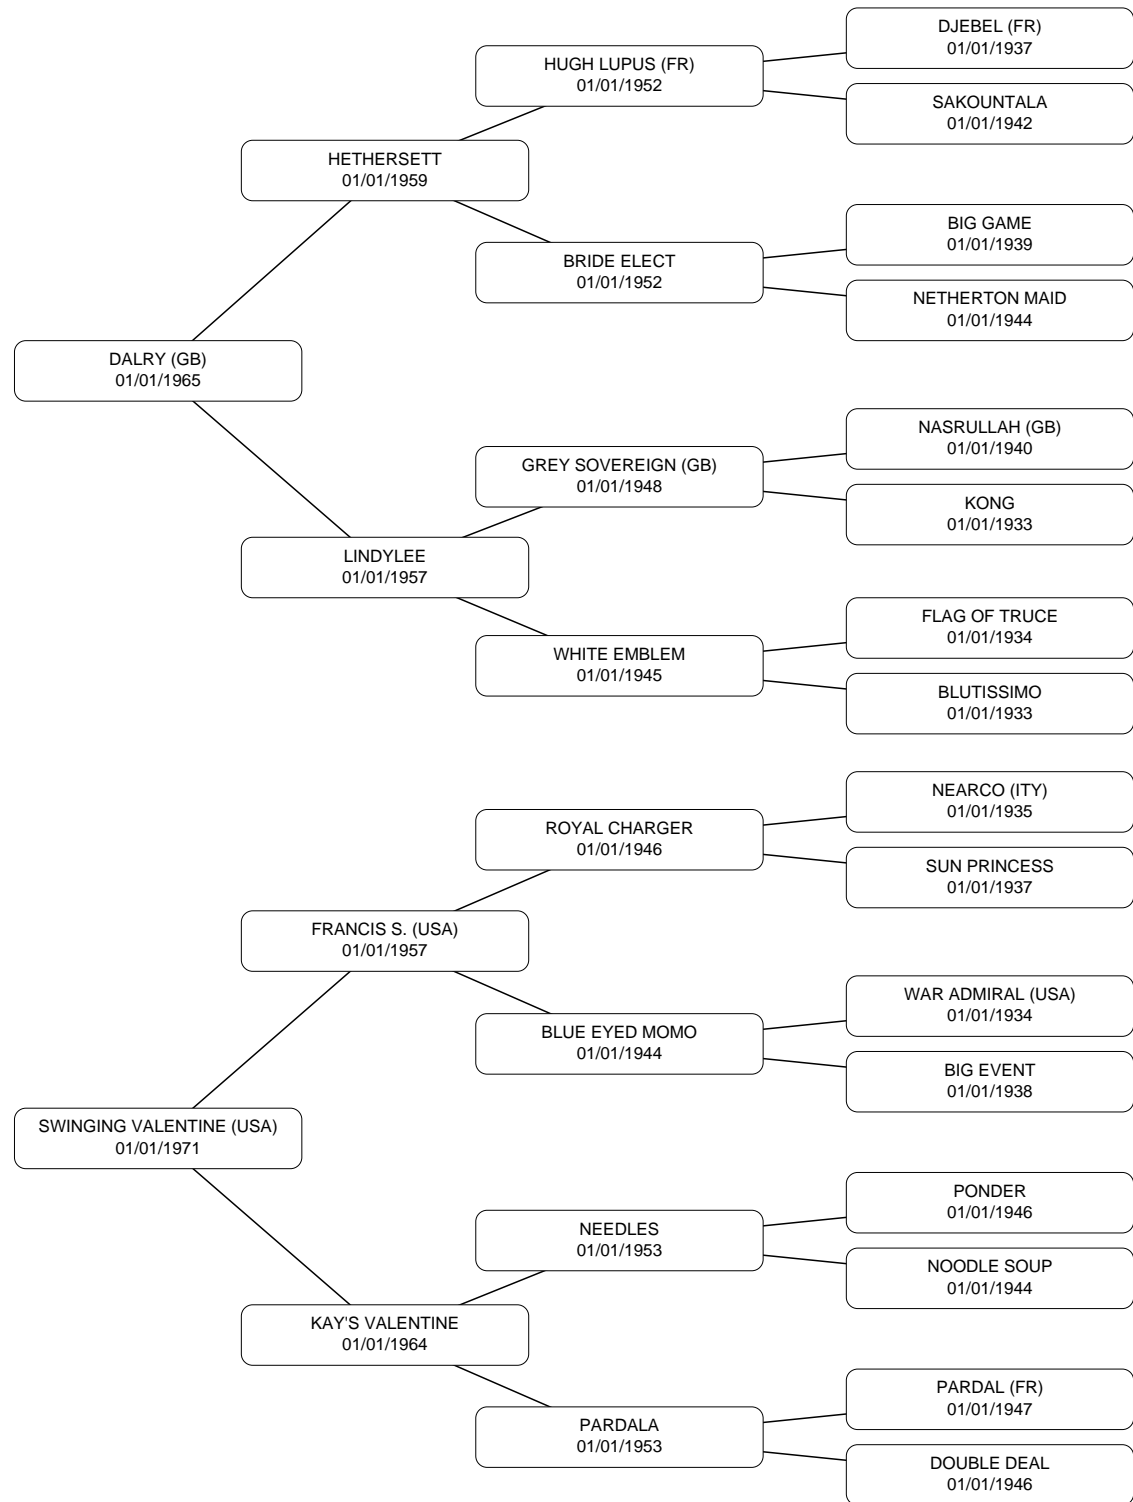 DJEBEL (FR)
01/01/1937
HUGH LUPUS (FR)
01/01/1952
SAKOUNTALA
01/01/1942
HETHERSETT
01/01/1959
BIG GAME
01/01/1939
BRIDE ELECT
01/01/1952
NETHERTON MAID
01/01/1944
DALRY (GB)
01/01/1965
NASRULLAH (GB)
01/01/1940
GREY SOVEREIGN (GB)
01/01/1948
KONG
01/01/1933
LINDYLEE
01/01/1957
FLAG OF TRUCE
01/01/1934
WHITE EMBLEM
01/01/1945
BLUTISSIMO
01/01/1933
NEARCO (ITY)
01/01/1935
ROYAL CHARGER
01/01/1946
SUN PRINCESS
01/01/1937
FRANCIS S. (USA)
01/01/1957
WAR ADMIRAL (USA)
01/01/1934
BLUE EYED MOMO
01/01/1944
BIG EVENT
01/01/1938
SWINGING VALENTINE (USA)
01/01/1971
PONDER
01/01/1946
NEEDLES
01/01/1953
NOODLE SOUP
01/01/1944
KAY'S VALENTINE
01/01/1964
PARDAL (FR)
01/01/1947
PARDALA
01/01/1953
DOUBLE DEAL
01/01/1946